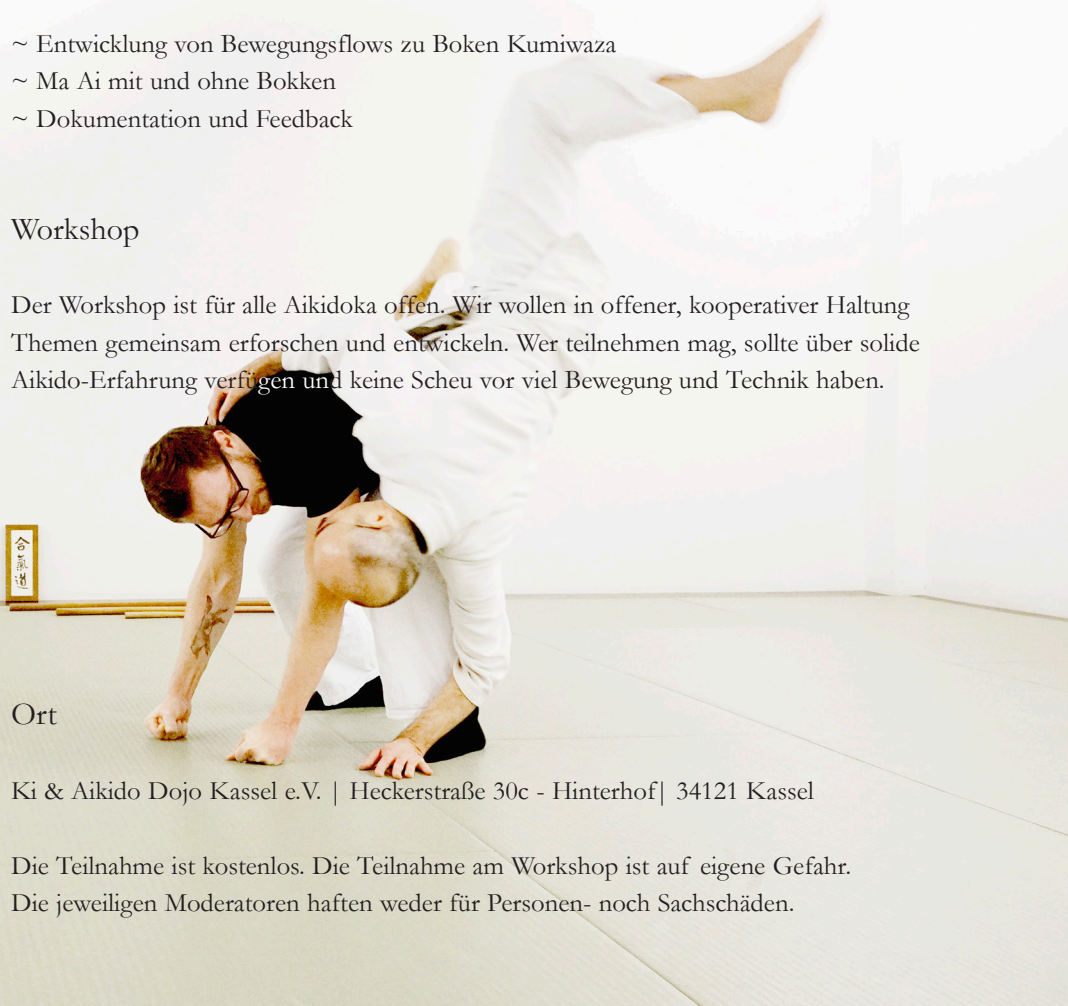 ~ Entwicklung von Bewegungsflows zu Boken Kumiwaza
~ Ma Ai mit und ohne Bokken
~ Dokumentation und Feedback
Workshop
Der Workshop ist für alle Aikidoka offen. Wir wollen in offener, kooperativer Haltung
Themen gemeinsam erforschen und entwickeln. Wer teilnehmen mag, sollte über solide
Aikido-Erfahrung verfügen und keine Scheu vor viel Bewegung und Technik haben.
合
氣
道
Ort
Ki & Aikido Dojo Kassel e.V. | Heckerstraße 30c - Hinterhof| 34121 Kassel
Die Teilnahme ist kostenlos. Die Teilnahme am Workshop ist auf eigene Gefahr.
Die jeweiligen Moderatoren haften weder für Personen- noch Sachschäden.